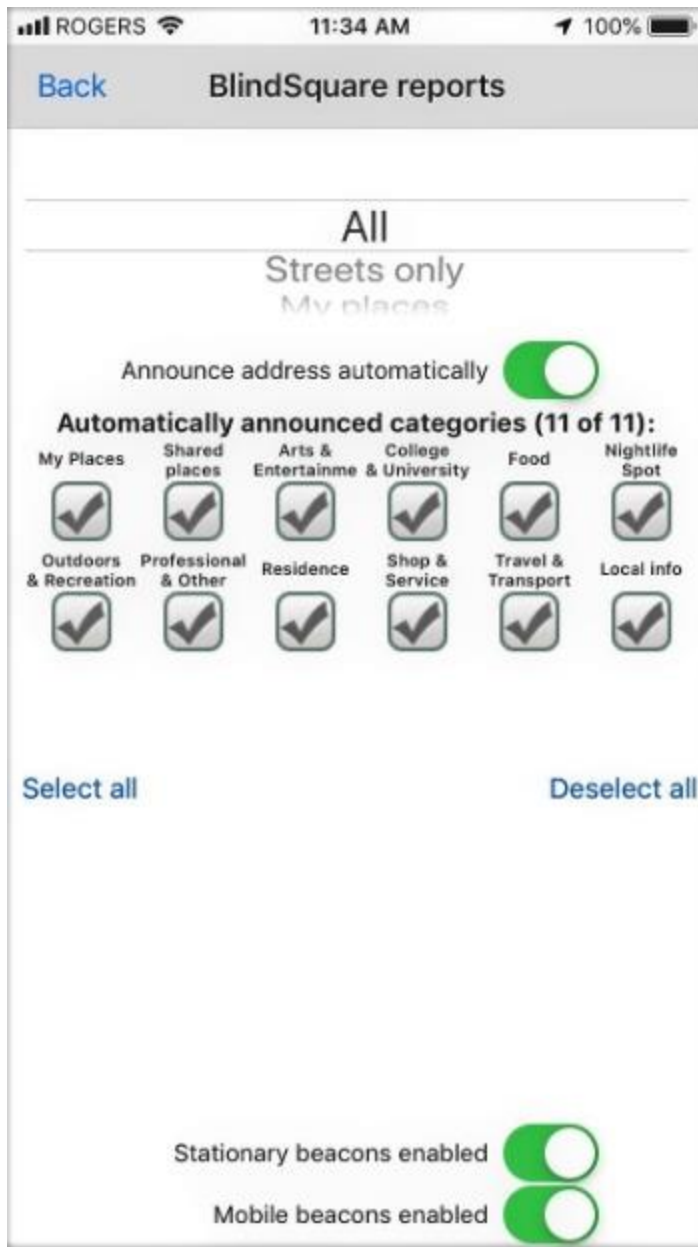 ROGERS 11:34 AM 100%
Back BlindSquare reports
All
Streets only
My places
Announce address automatically
Automatically announced categories (11 of 11):
My Places Shared places Arts & Entertainme College & University Food Nightlife Spot
Outdoors & Recreation Professional & Other Residence Shop & Service Travel & Transport Local info
Select all Deselect all
Stationary beacons enabled
Mobile beacons enabled